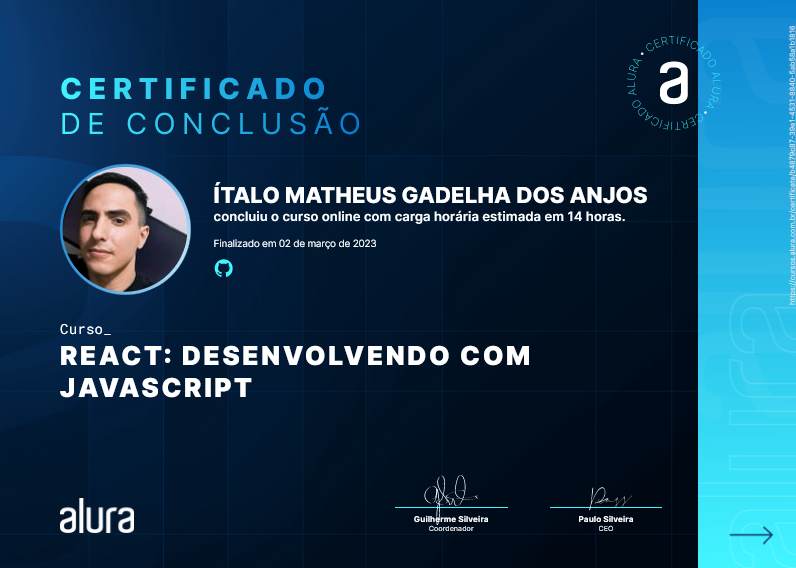 CERTIFICADO
DE CONCLUSÃO
CERTIFICADO ALURA • CERTIFICADO ALURA •
a
ÍTALO MATHEUS GADELHA DOS ANJOS
concluiu o curso online com carga horária estimada em 14 horas.
Finalizado em 02 de março de 2023
Curso_
REACT: DESENVOLVENDO COM
JAVASCRIPT
alura
Guilherme Silveira
Coordenador
Paulo Silveira
CEO
alura